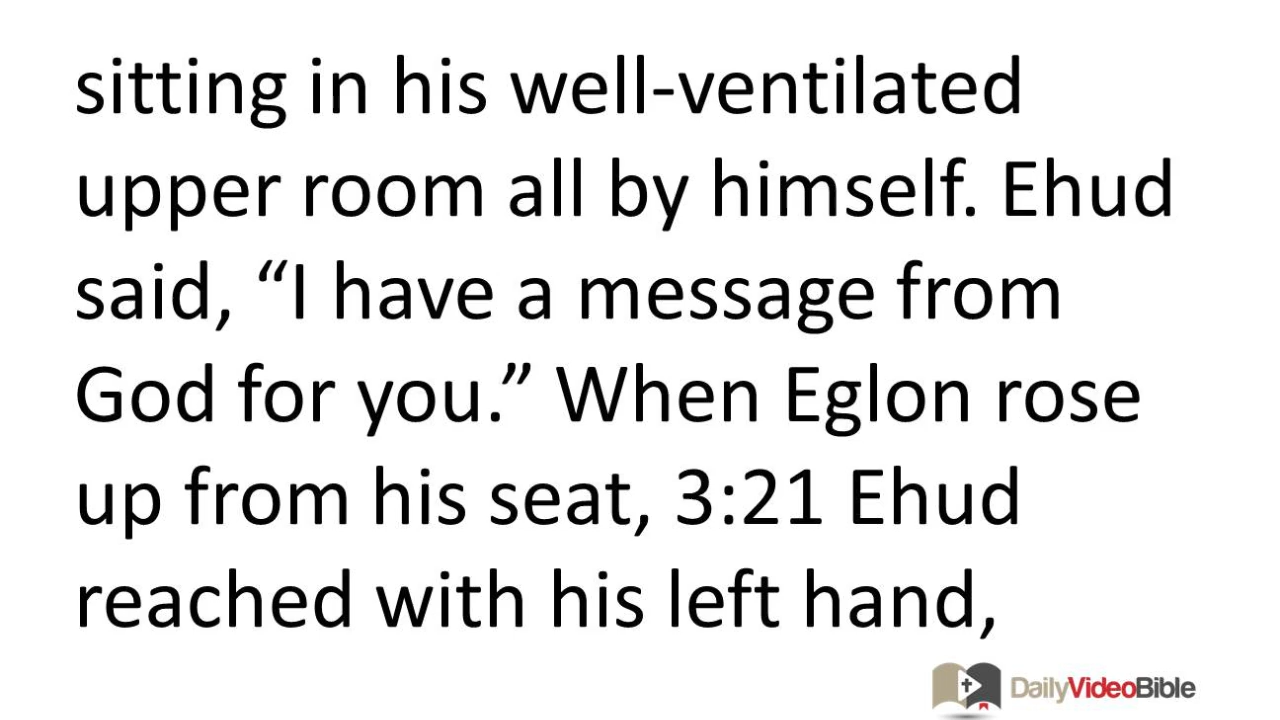 sitting in his well-ventilated
upper room all by himself. Ehud
said, “I have a message from
God for you.” When Eglon rose
up from his seat, 3:21 Ehud
reached with his left hand,
DailyVideoBible